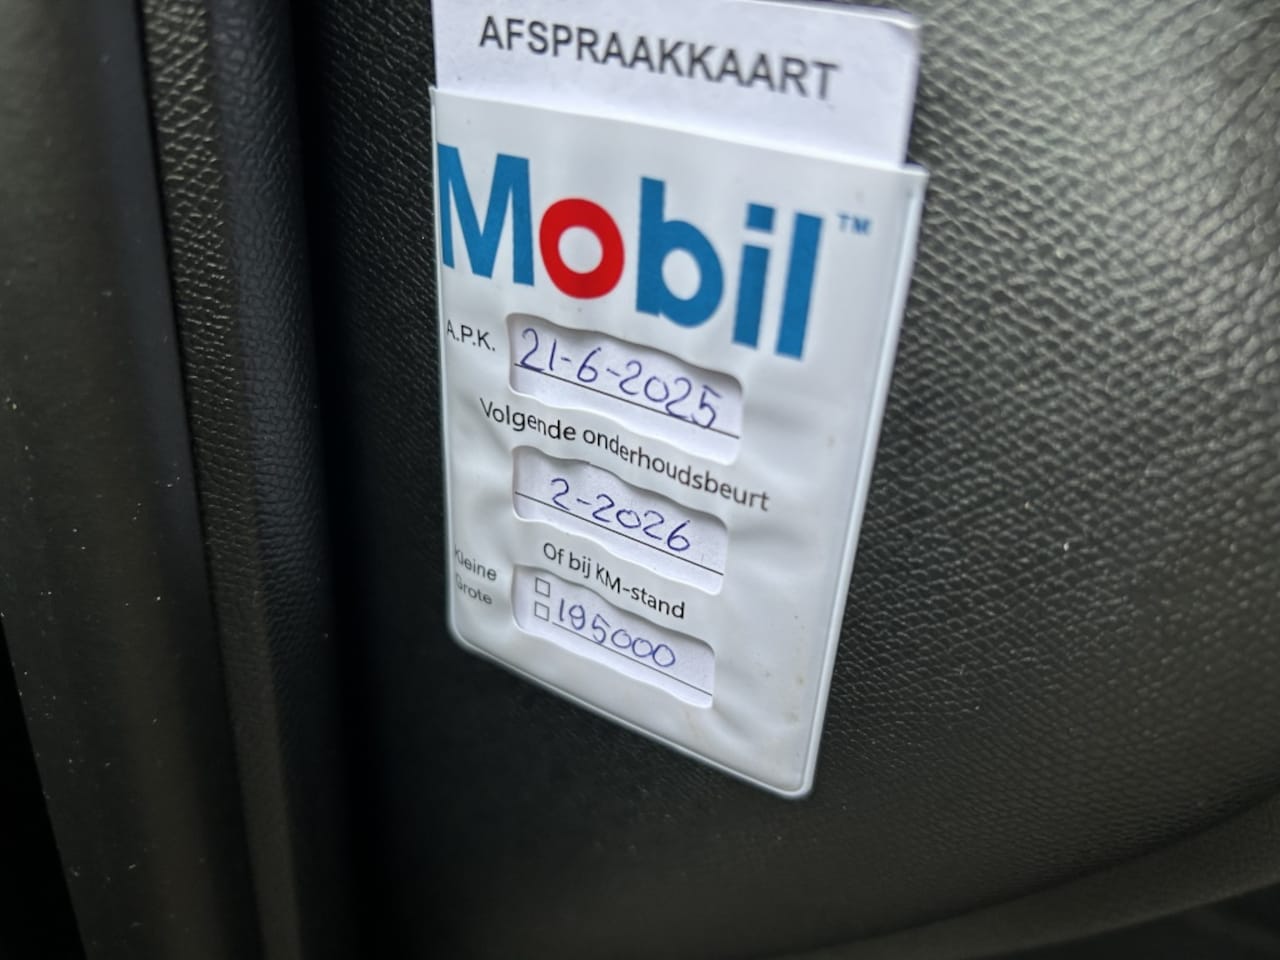 AFSPRAAKKAART
Mobil™
A.P.K. 21-6-2025
Volgende onderhoudsbeurt
2-2026
Of bij KM-stand
Kleine ☐
Grote ☐ 195000